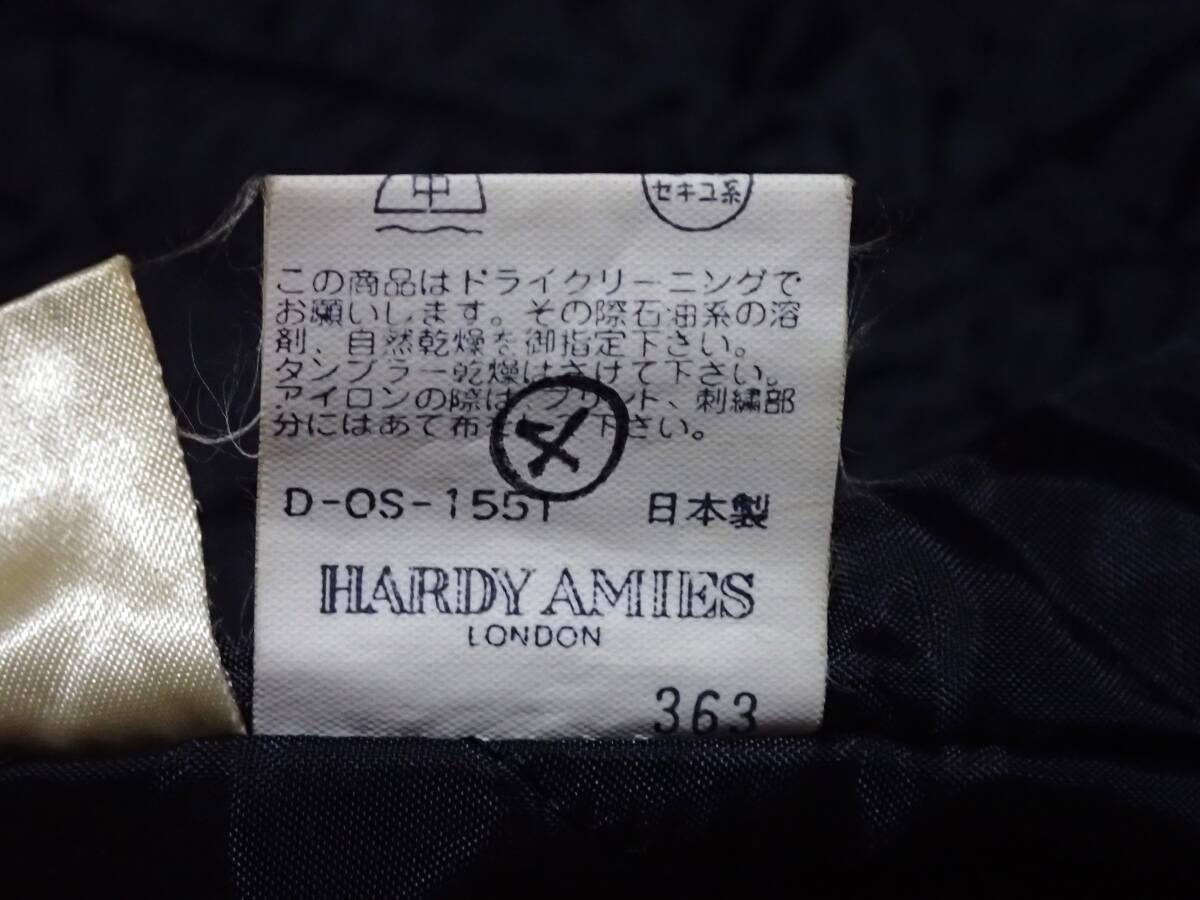 中
セキユ系
この商品はドライクリーニングで
お願いします。その際石油系の溶
剤、自然乾燥を御指定下さい。
タンブラー乾燥はさけて下さい。
アイロンの際はプリント、刺繍部
分にはあて布を 下さい。
D-OS-1551 日本製
HARDY AMIES
LONDON
363